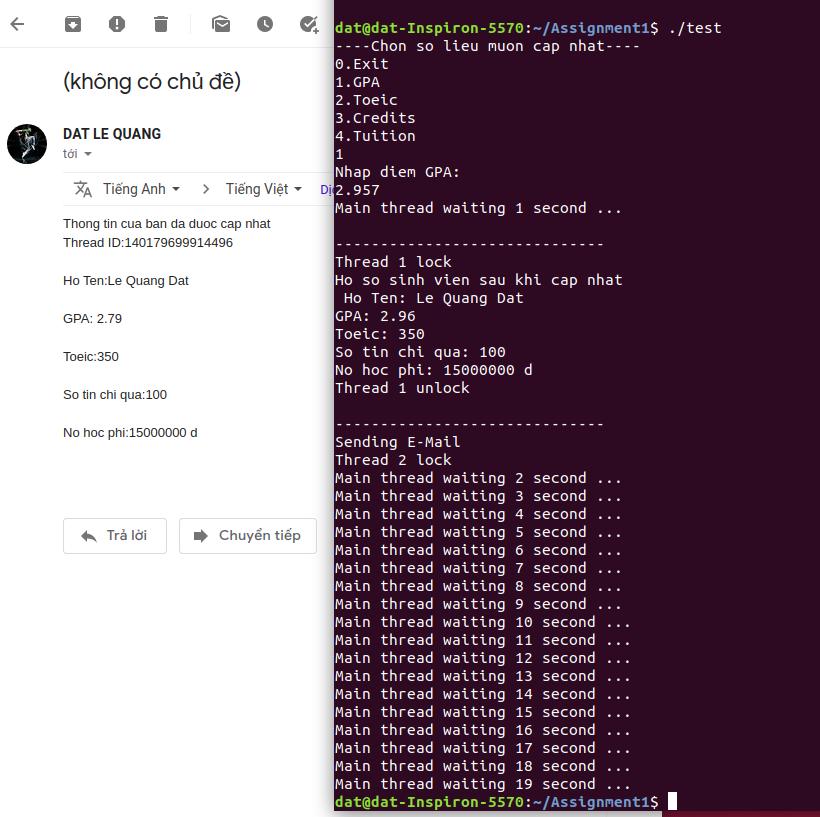 (không có chủ đề)
DAT LE QUANG
tới
Tiếng Anh > Tiếng Việt
Thong tin cua ban da duoc cap nhat
Thread ID:140179699914496
Ho Ten:Le Quang Dat
GPA: 2.79
Toeic:350
So tin chi qua:100
No hoc phi:15000000 d
Trả lời
Chuyển tiếp
dat@dat-Inspiron-5570:~/Assignment1$ ./test
----Chon so lieu muon cap nhat----
0.Exit
1.GPA
2.Toeic
3.Credits
4.Tuition
1
Nhap diem GPA:
2.957
Main thread waiting 1 second ...
------------------------------
Thread 1 lock
Ho so sinh vien sau khi cap nhat
Ho Ten: Le Quang Dat
GPA: 2.96
Toeic: 350
So tin chi qua: 100
No hoc phi: 15000000 d
Thread 1 unlock
------------------------------
Sending E-Mail
Thread 2 lock
Main thread waiting 2 second ...
Main thread waiting 3 second ...
Main thread waiting 4 second ...
Main thread waiting 5 second ...
Main thread waiting 6 second ...
Main thread waiting 7 second ...
Main thread waiting 8 second ...
Main thread waiting 9 second ...
Main thread waiting 10 second ...
Main thread waiting 11 second ...
Main thread waiting 12 second ...
Main thread waiting 13 second ...
Main thread waiting 14 second ...
Main thread waiting 15 second ...
Main thread waiting 16 second ...
Main thread waiting 17 second ...
Main thread waiting 18 second ...
Main thread waiting 19 second ...
dat@dat-Inspiron-5570:~/Assignment1$